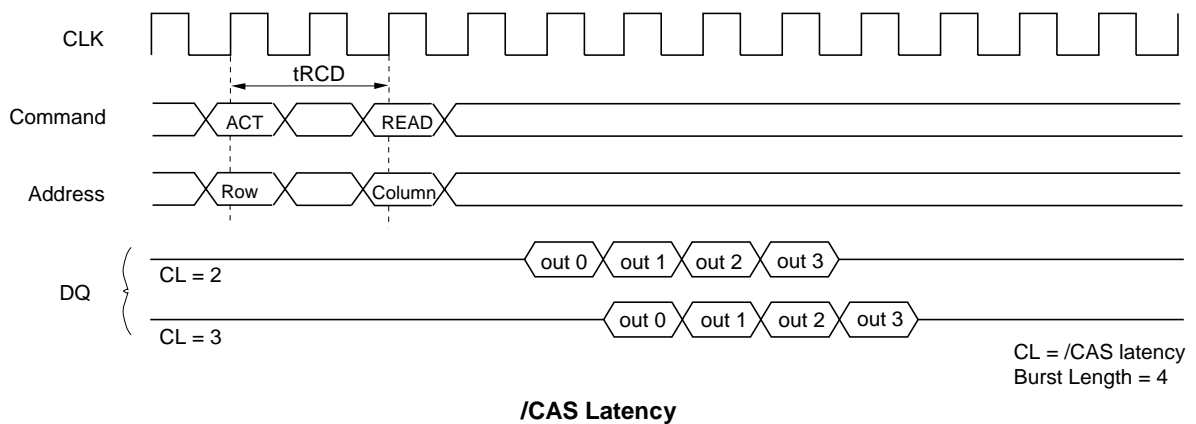 CLK
tRCD
Command
ACT
READ
Address
Row
Column
DQ
CL = 2
out 0
out 1
out 2
out 3
CL = 3
out 0
out 1
out 2
out 3
CL = /CAS latency
Burst Length = 4
/CAS Latency